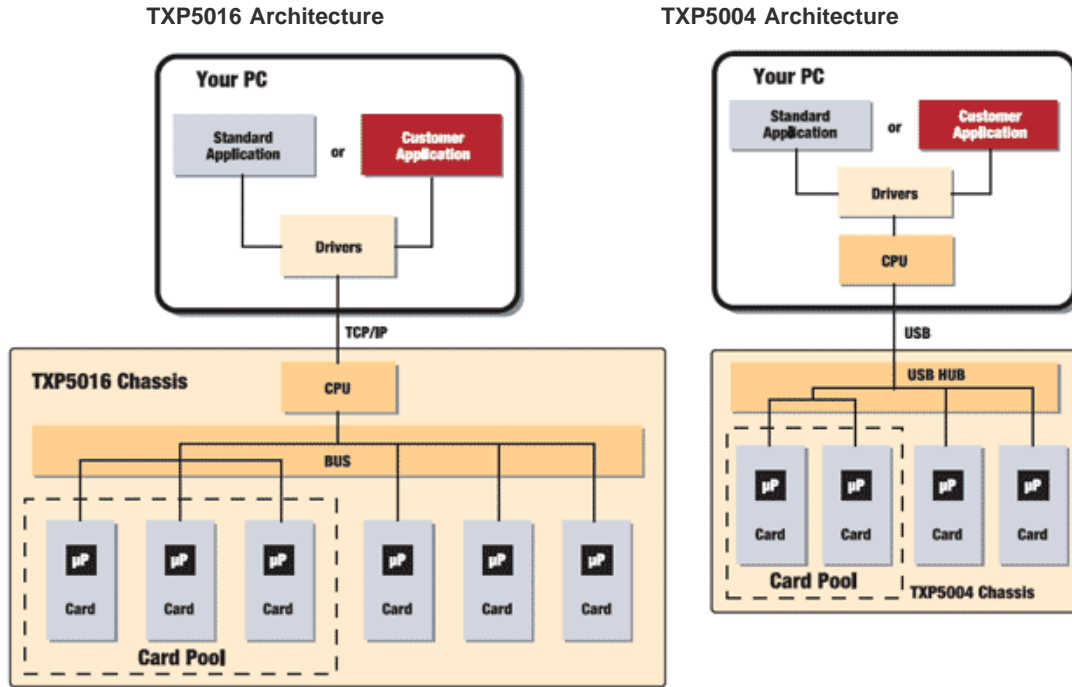 TXP5016 Architecture
Your PC
Standard
Application
or
Customer
Application
Drivers
TCP/IP
TXP5016 Chassis
CPU
BUS
µP
Card
µP
Card
µP
Card
µP
Card
µP
Card
µP
Card
Card Pool
TXP5004 Architecture
Your PC
Standard
Application
or
Customer
Application
Drivers
CPU
USB
USB HUB
µP
Card
µP
Card
µP
Card
µP
Card
Card Pool
TXP5004 Chassis